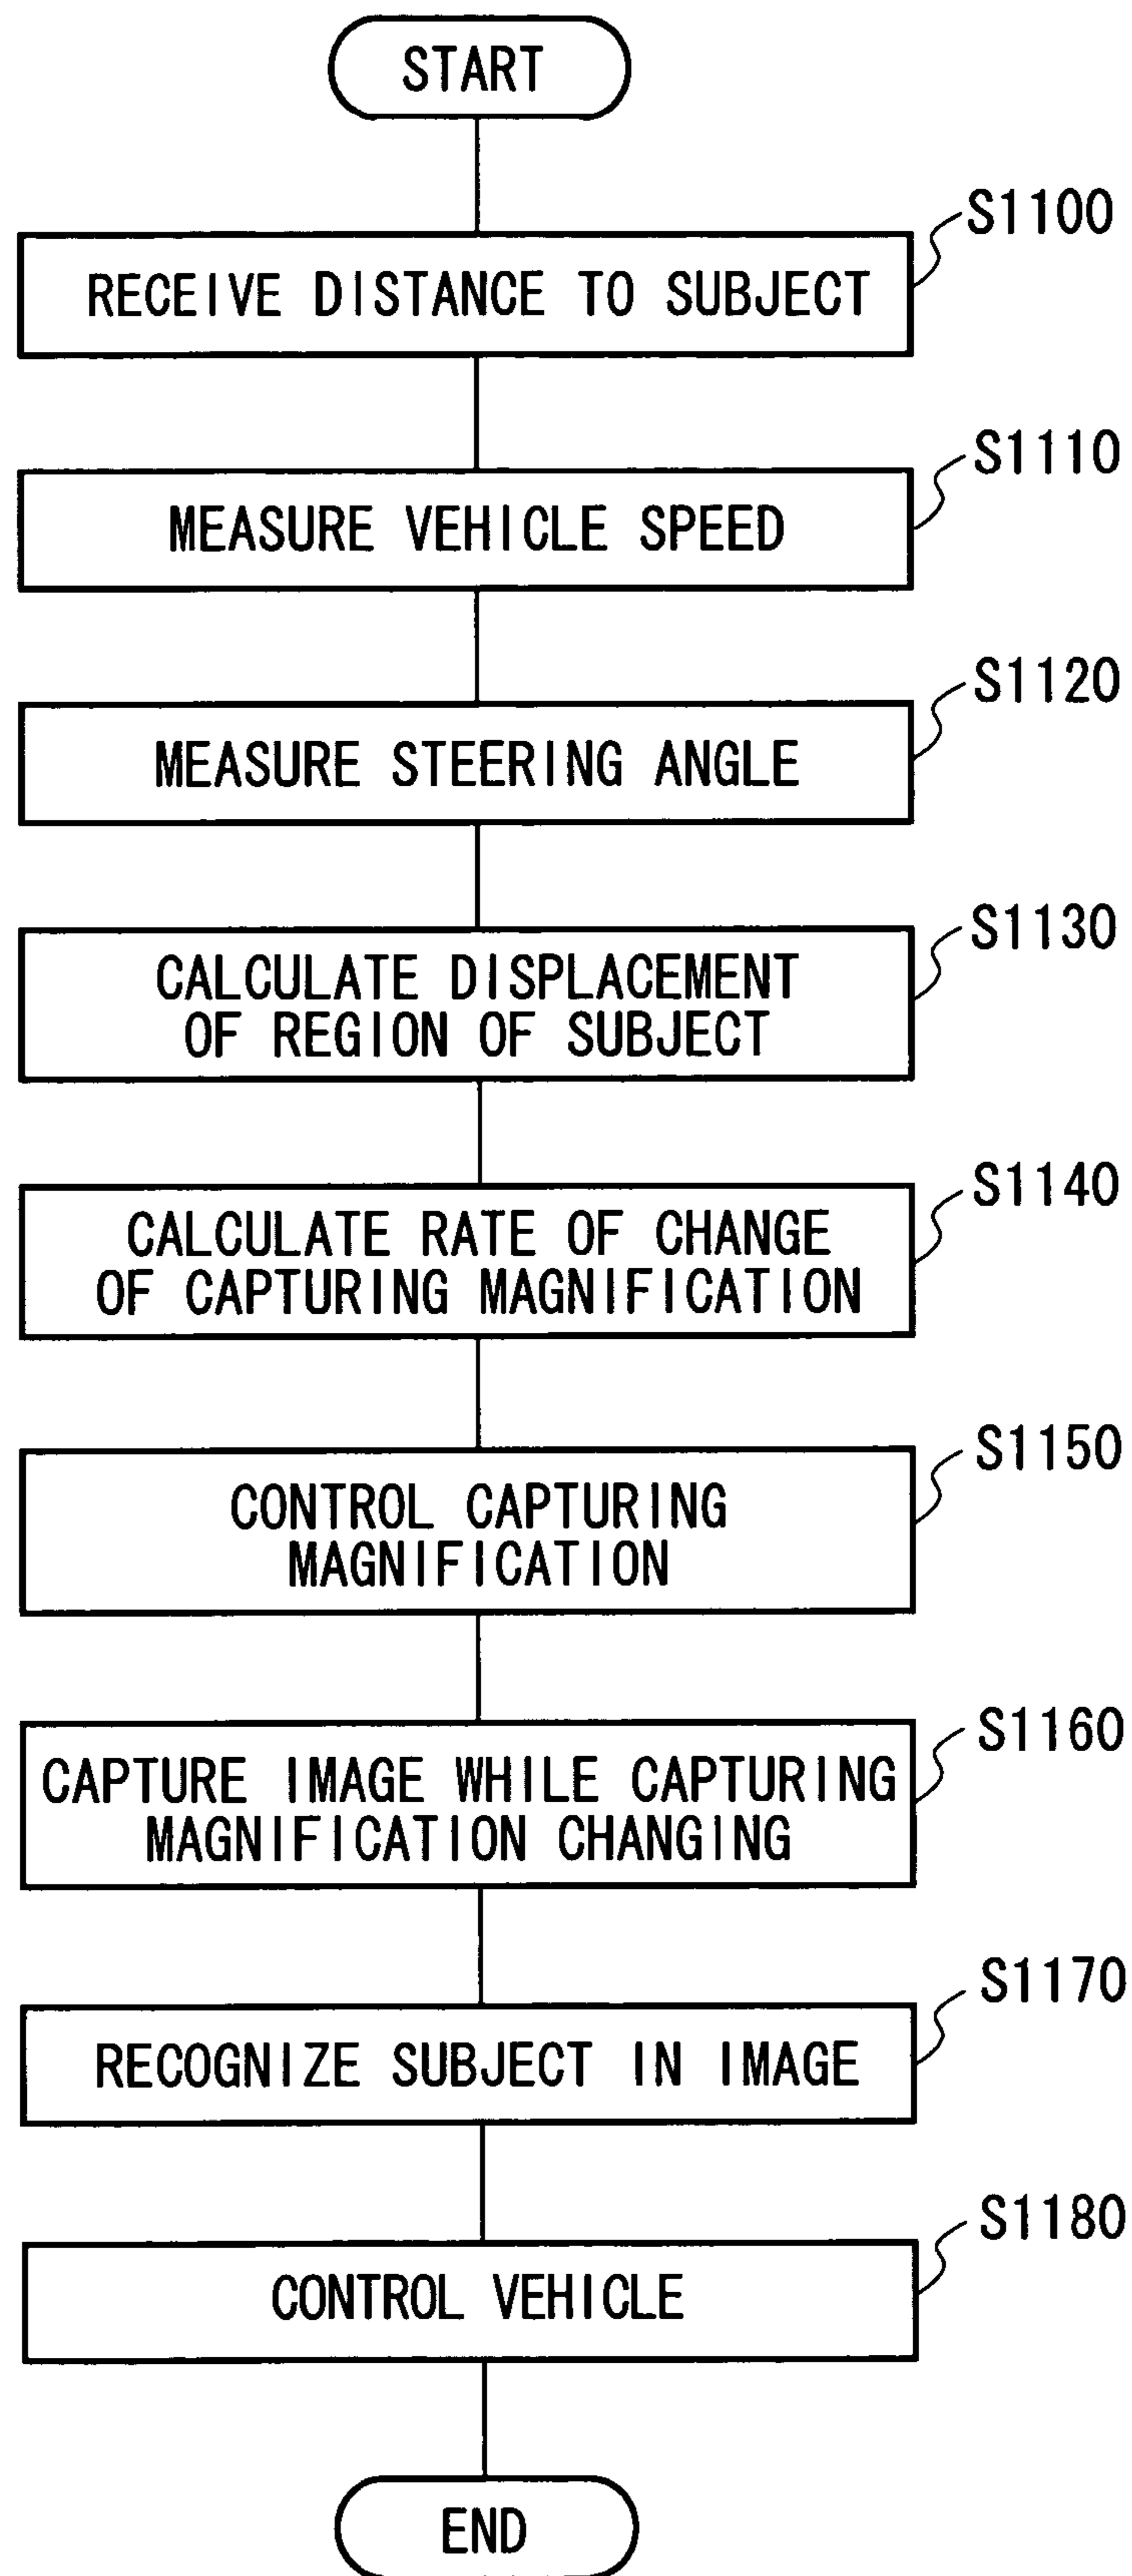 START
S1100
RECEIVE DISTANCE TO SUBJECT
S1110
MEASURE VEHICLE SPEED
S1120
MEASURE STEERING ANGLE
S1130
CALCULATE DISPLACEMENT
OF REGION OF SUBJECT
S1140
CALCULATE RATE OF CHANGE
OF CAPTURING MAGNIFICATION
S1150
CONTROL CAPTURING
MAGNIFICATION
S1160
CAPTURE IMAGE WHILE CAPTURING
MAGNIFICATION CHANGING
S1170
RECOGNIZE SUBJECT IN IMAGE
S1180
CONTROL VEHICLE
END